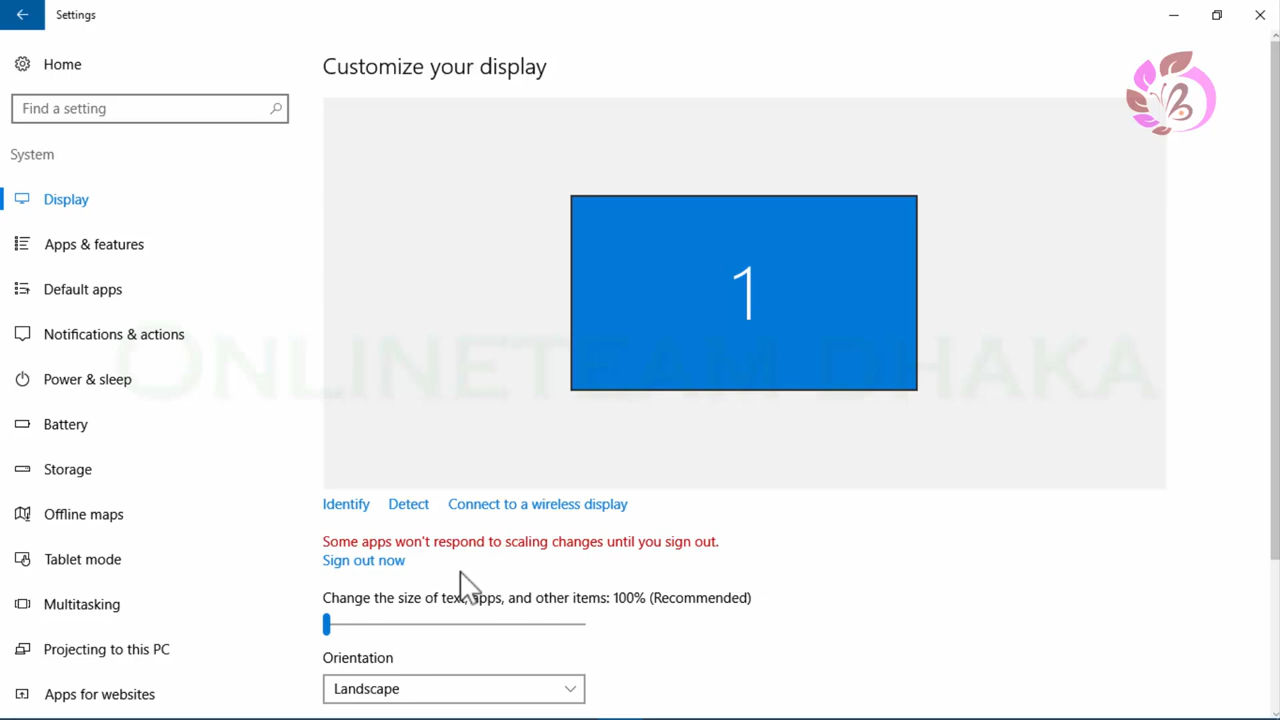 Settings
Home
Customize your display
Find a setting
System
Display
Apps & features
Default apps
Notifications & actions
Power & sleep
Battery
Storage
Offline maps
Tablet mode
Multitasking
Projecting to this PC
Apps for websites
1
ONLINETEAM DHAKA
Identify Detect Connect to a wireless display
Some apps won't respond to scaling changes until you sign out.
Sign out now
Change the size of text, apps, and other items: 100% (Recommended)
Orientation
Landscape